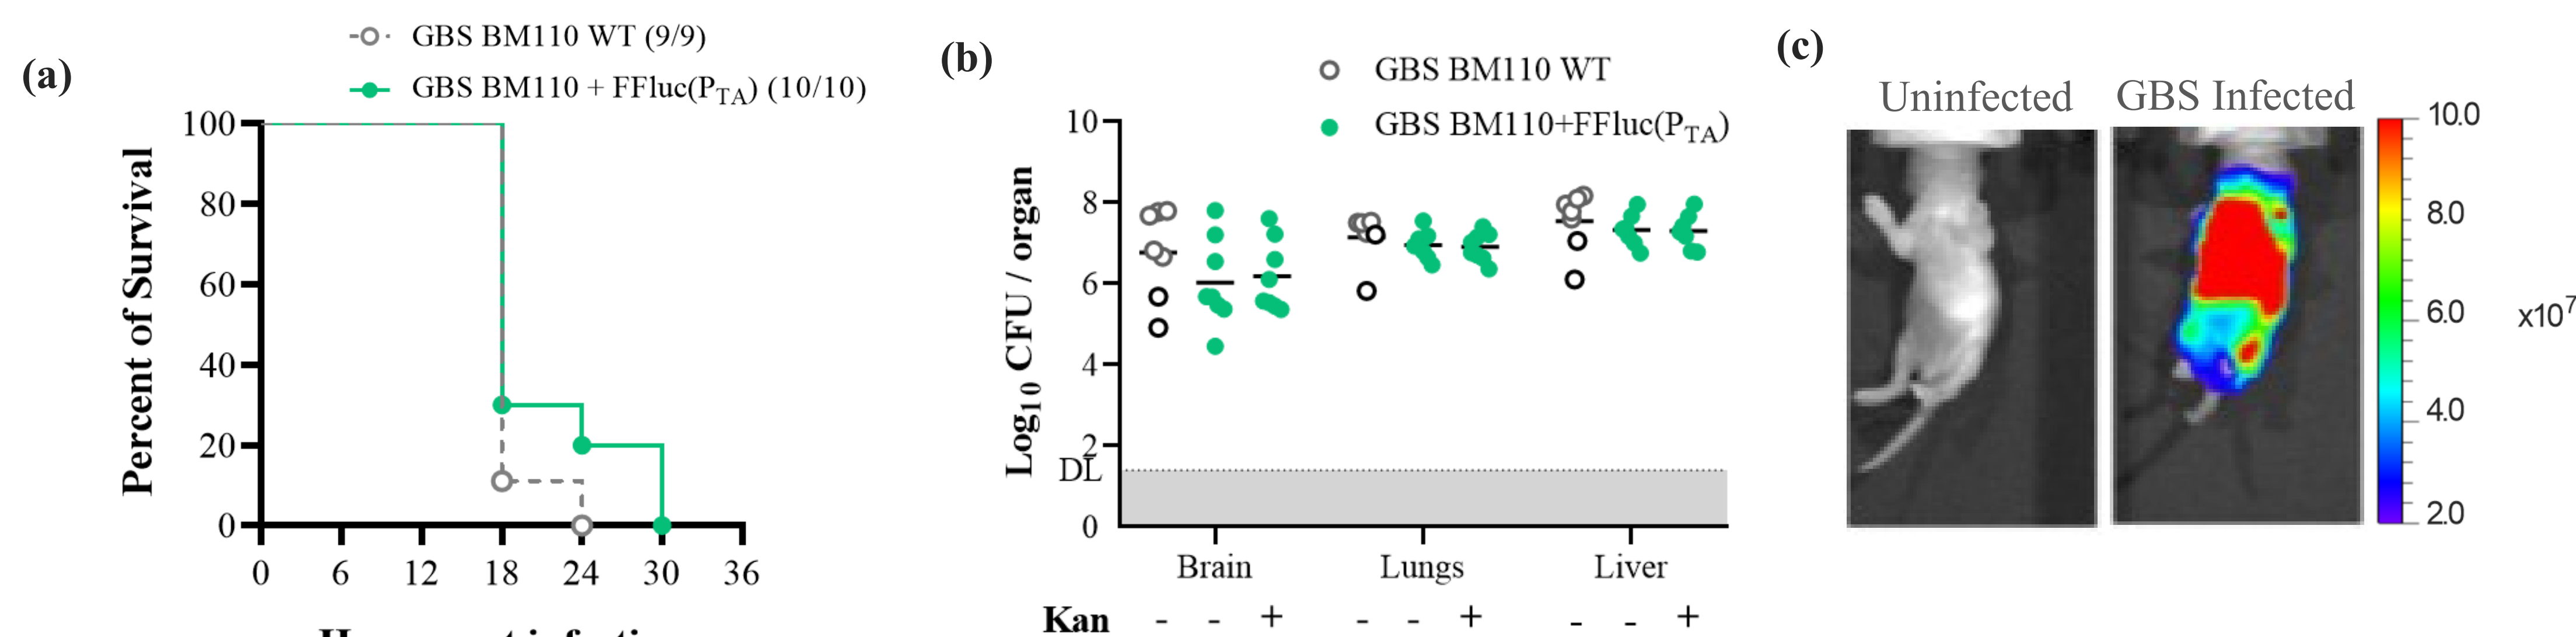 (a)
GBS BM110 WT (9/9)
GBS BM110 + FFluc(P_TA) (10/10)
Percent of Survival
100
80
60
40
20
0
0 6 12 18 24 30 36
(b)
GBS BM110 WT
GBS BM110+FFluc(P_TA)
Log10 CFU / organ
10
8
6
4
2
DL
0
Brain Lungs Liver
Kan - - + - - + - - +
(c)
Uninfected GBS Infected
10.0
8.0
6.0
4.0
2.0
x10^7